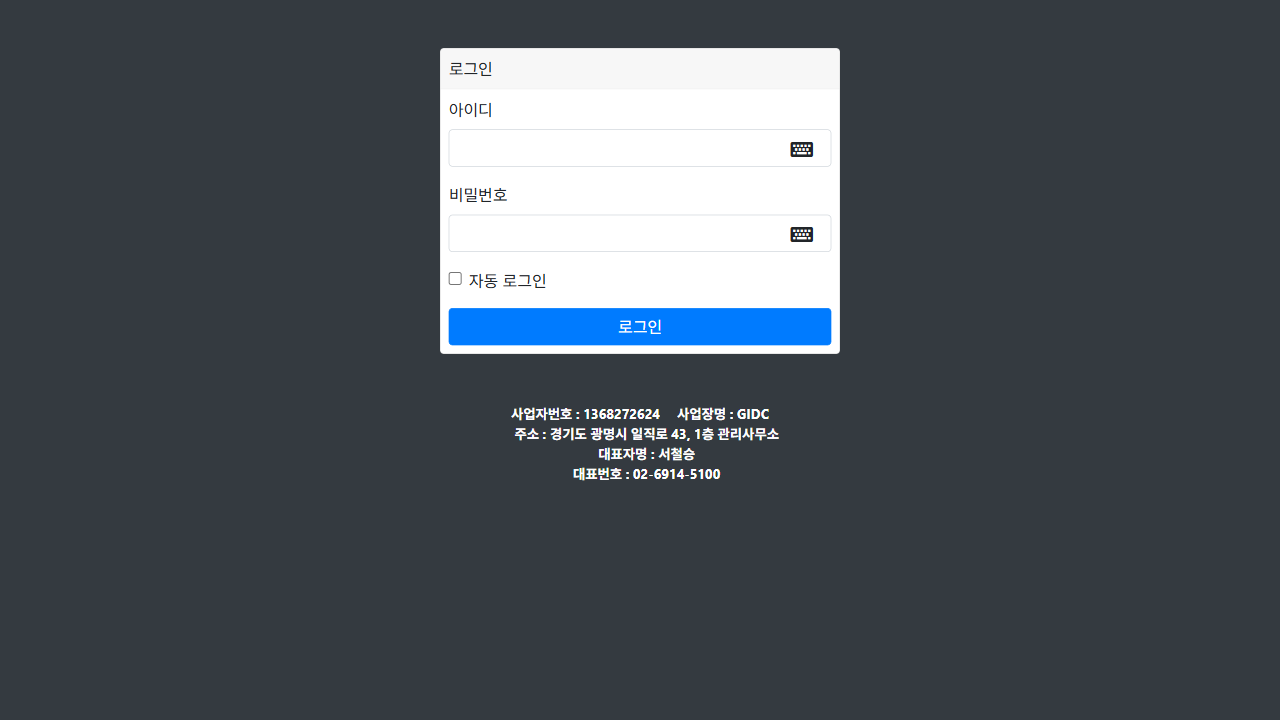 로그인
아이디
비밀번호
자동 로그인
로그인
사업자번호 : 1368272624 사업장명 : GIDC
주소 : 경기도 광명시 일직로 43, 1층 관리사무소
대표자명 : 서철승
대표번호 : 02-6914-5100